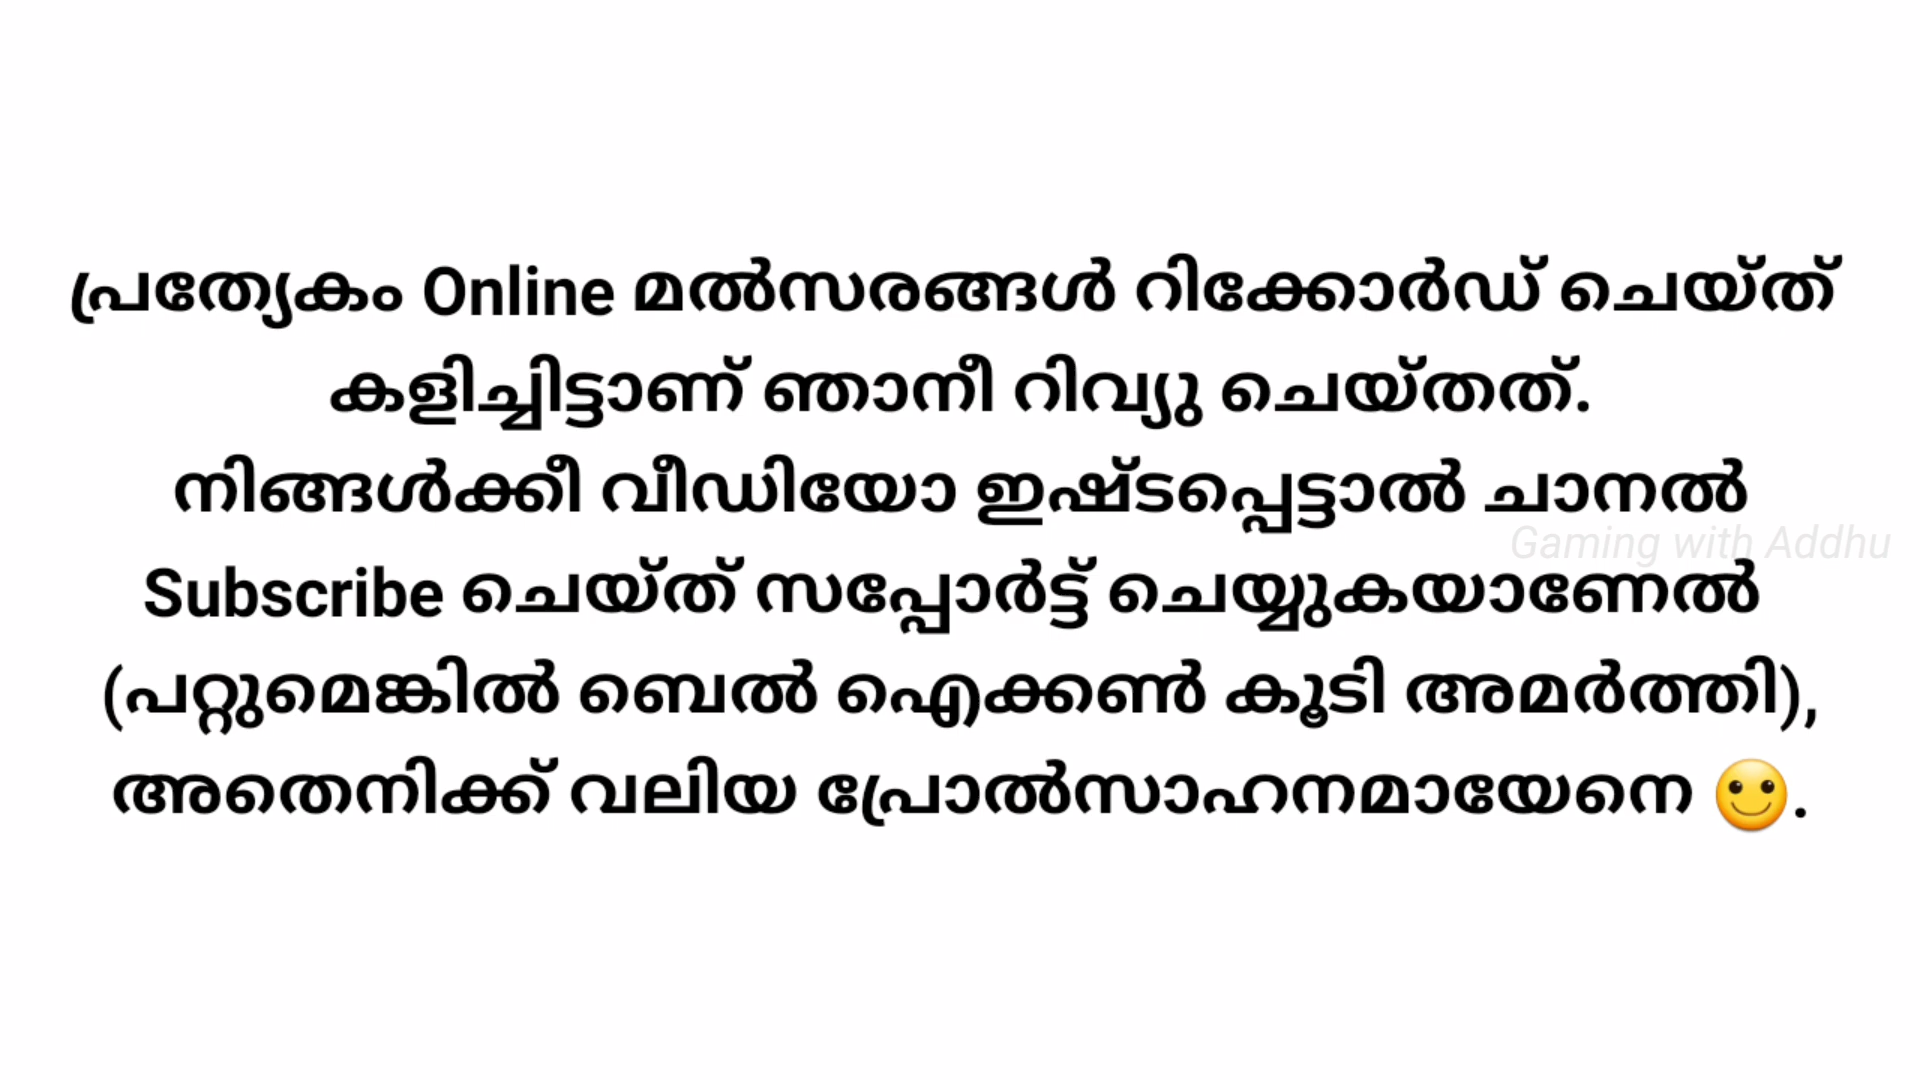 പ്രത്യേകം Online മൽസരങ്ങൾ റിക്കോർഡ് ചെയ്ത്
കളിച്ചിട്ടാണ് ഞാനീ റിവ്യു ചെയ്തത്.
നിങ്ങൾക്കീ വീഡിയോ ഇഷ്ടപ്പെട്ടാൽ ചാനൽ
Gaming with Addhu
Subscribe ചെയ്ത് സപ്പോർട്ട് ചെയ്യുകയാണേൽ
(പറ്റുമെങ്കിൽ ബെൽ ഐക്കൺ കൂടി അമർത്തി),
അതെനിക്ക് വലിയ പ്രോൽസാഹനമായേനെ 🙂.